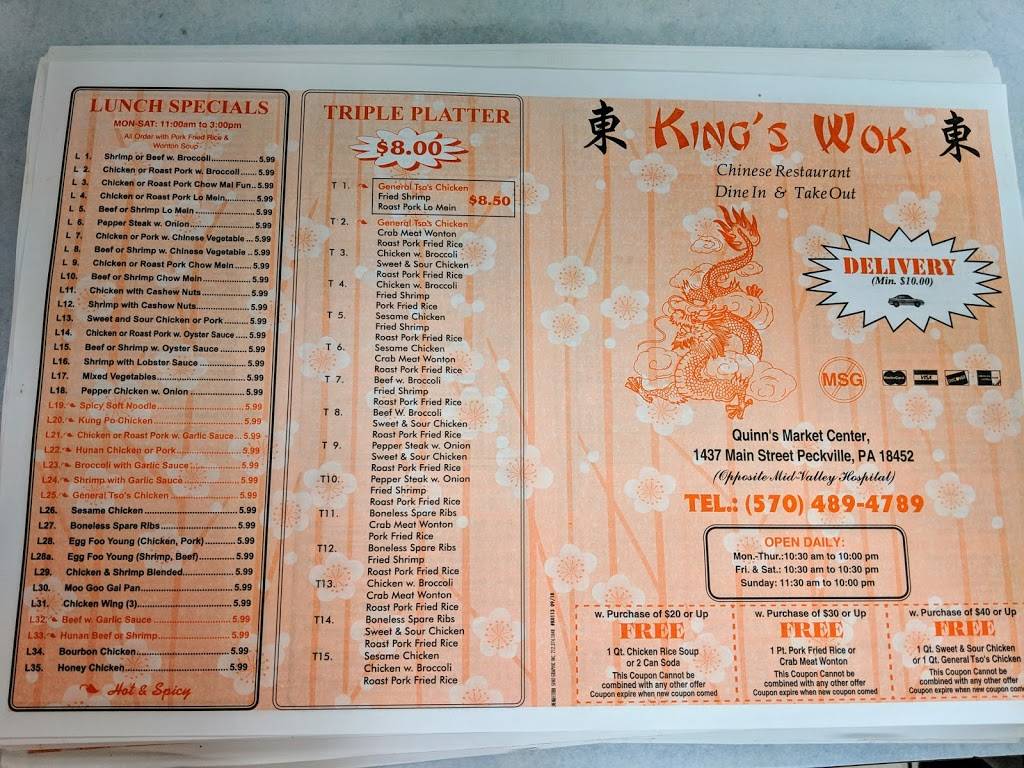 LUNCH SPECIALS
MON-SAT: 11:00am to 3:00pm
All Order with Pork Fried Rice &
Wonton Soup
L 1. Shrimp or Beef w. Broccoli 5.99
L 2. Chicken or Roast Pork w. Broccoli 5.99
L 3. Chicken or Roast Pork Chow Mai Fun 5.99
L 4. Chicken or Roast Pork Lo Mein 5.99
L 5. Beef or Shrimp Lo Mein 5.99
L 6. Pepper Steak w. Onion 5.99
L 7. Chicken or Pork w. Chinese Vegetable 5.99
L 8. Beef or Shrimp w. Chinese Vegetable 5.99
L 9. Chicken or Roast Pork Chow Mein 5.99
L10. Beef or Shrimp Chow Mein 5.99
L11. Chicken with Cashew Nuts 5.99
L12. Shrimp with Cashew Nuts 5.99
L13. Sweet and Sour Chicken or Pork 5.99
L14. Chicken or Roast Pork w. Oyster Sauce 5.99
L15. Beef or Shrimp w. Oyster Sauce 5.99
L16. Shrimp with Lobster Sauce 5.99
L17. Mixed Vegetables 5.99
L18. Pepper Chicken w. Onion 5.99
L19. Spicy Soft Noodle 5.99
L20. Kung Po Chicken 5.99
L21. Chicken or Roast Pork w. Garlic Sauce 5.99
L22. Hunan Chicken or Pork 5.99
L23. Broccoli with Garlic Sauce 5.99
L24. Shrimp with Garlic Sauce 5.99
L25. General Tso's Chicken 5.99
L26. Sesame Chicken 5.99
L27. Boneless Spare Ribs 5.99
L28. Egg Foo Young (Chicken, Pork) 5.99
L28a. Egg Foo Young (Shrimp, Beef) 5.99
L29. Chicken & Shrimp Blended 5.99
L30. Moo Goo Gai Pan 5.99
L31. Chicken Wing (3) 5.99
L32. Beef w. Garlic Sauce 5.99
L33. Hunan Beef or Shrimp 5.99
L34. Bourbon Chicken 5.99
L35. Honey Chicken 5.99
Hot & Spicy
TRIPLE PLATTER
$8.00
T 1. General Tso's Chicken
Fried Shrimp
Roast Pork Lo Mein
$8.50
T 2. General Tso's Chicken
Crab Meat Wonton
Roast Pork Fried Rice
T 3. Chicken w. Broccoli
Sweet & Sour Chicken
Roast Pork Fried Rice
T 4. Chicken w. Broccoli
Fried Shrimp
Pork Fried Rice
T 5. Sesame Chicken
Fried Shrimp
Roast Pork Fried Rice
T 6. Sesame Chicken
Crab Meat Wonton
Roast Pork Fried Rice
T 7. Beef w. Broccoli
Fried Shrimp
Roast Pork Fried Rice
T 8. Beef W. Broccoli
Sweet & Sour Chicken
Roast Pork Fried Rice
T 9. Pepper Steak w. Onion
Sweet & Sour Chicken
Roast Pork Fried Rice
T10. Pepper Steak w. Onion
Fried Shrimp
Roast Pork Fried Rice
T11. Boneless Spare Ribs
Crab Meat Wonton
Pork Fried Rice
T12. Boneless Spare Ribs
Fried Shrimp
Roast Pork Fried Rice
T13. Chicken w. Broccoli
Crab Meat Wonton
Roast Pork Fried Rice
T14. Boneless Spare Ribs
Sweet & Sour Chicken
Roast Pork Fried Rice
T15. Sesame Chicken
Chicken w. Broccoli
Roast Pork Fried Rice
東 KING'S WOK 東
Chinese Restaurant
Dine In & Take Out
DELIVERY
(Min. $10.00)
MSG
VISA
Quinn's Market Center,
1437 Main Street Peckville, PA 18452
(Opposite Mid-Valley Hospital)
TEL.: (570) 489-4789
OPEN DAILY:
Mon.-Thur.:10:30 am to 10:00 pm
Fri. & Sat.: 10:30 am to 10:30 pm
Sunday: 11:30 am to 10:00 pm
w. Purchase of $20 or Up
FREE
1 Qt. Chicken Rice Soup
or 2 Can Soda
This Coupon Cannot be
combined with any other offer
Coupon expire when new coupon comed
w. Purchase of $30 or Up
FREE
1 Pt. Pork Fried Rice or
Crab Meat Wonton
This Coupon Cannot be
combined with any other offer
Coupon expire when new coupon comed
w. Purchase of $40 or Up
FREE
1 Qt. Sweet & Sour Chicken
or 1 Qt. General Tso's Chicken
This Coupon Cannot be
combined with any other offer
Coupon expire when new coupon comed